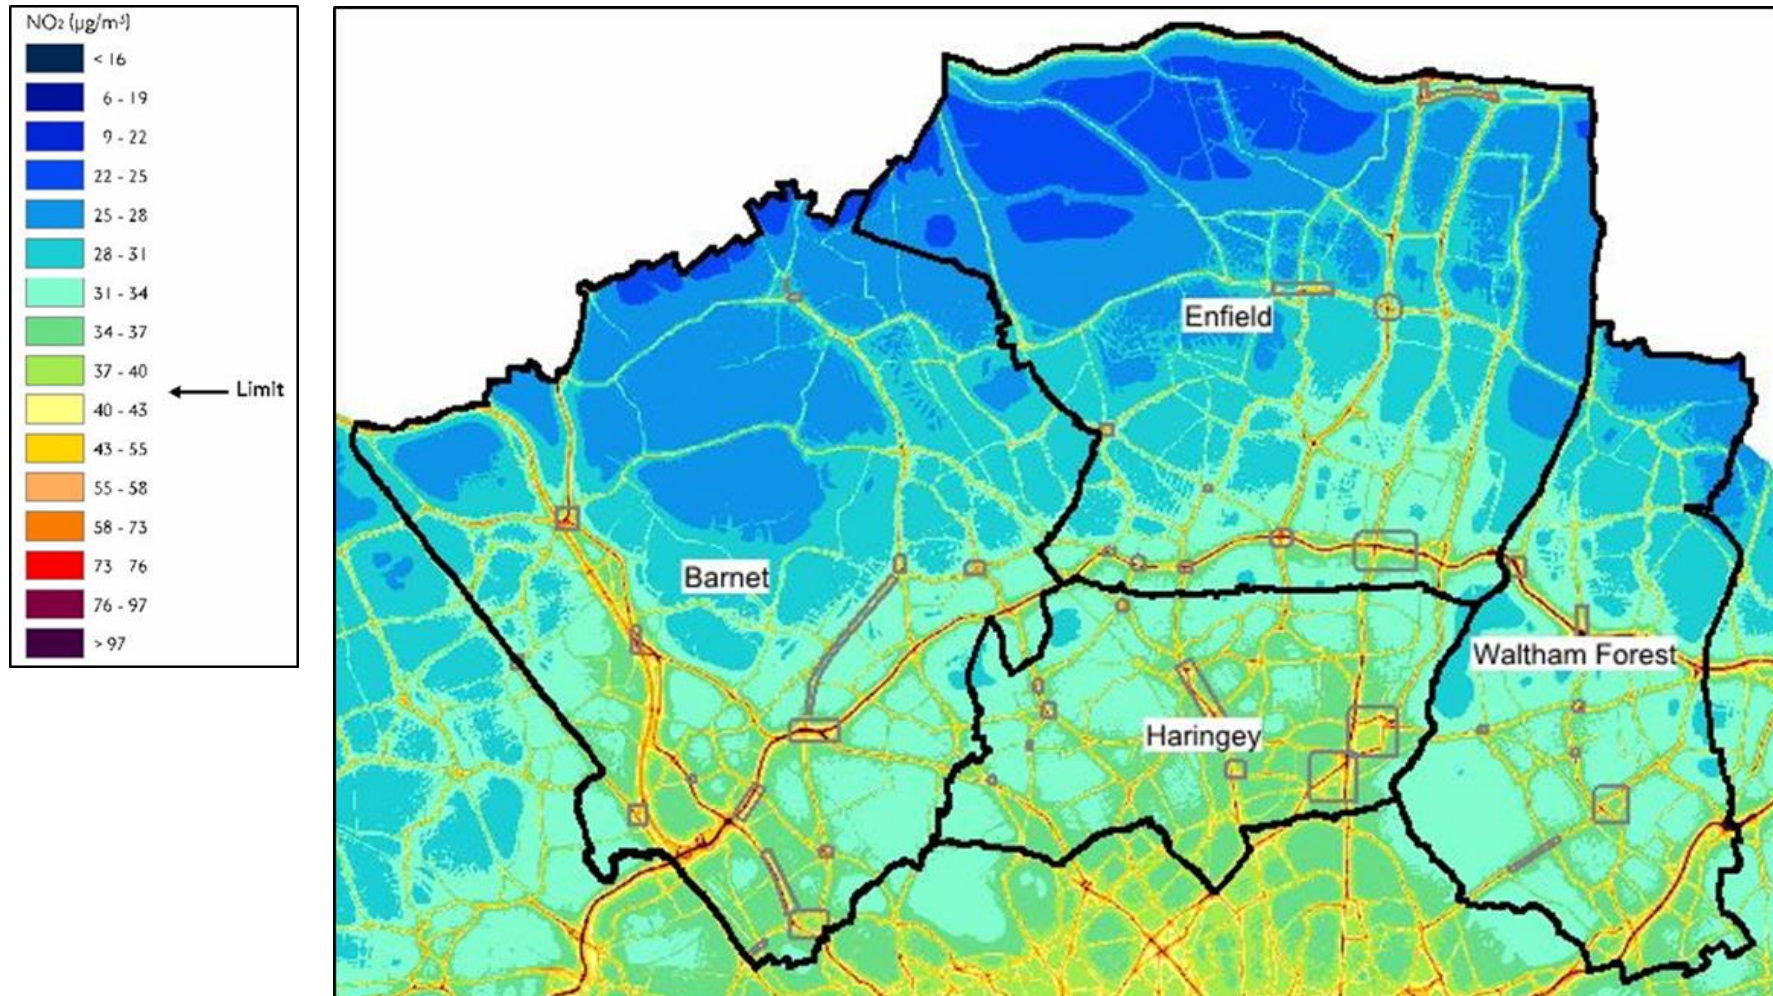 NO₂ (µg/m³)
< 16
6 - 19
9 - 22
22 - 25
25 - 28
28 - 31
31 - 34
34 - 37
37 - 40
Limit
40 - 43
43 - 55
55 - 58
58 - 73
73 76
76 - 97
> 97
Enfield
Barnet
Waltham Forest
Haringey